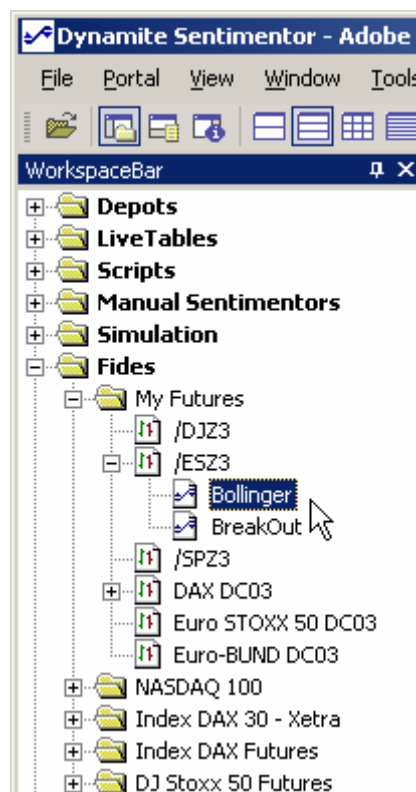 Dynamite Sentimentor - Adobe
File Portal View Window Tools
WorkspaceBar
Depots
LiveTables
Scripts
Manual Sentimentors
Simulation
Fides
My Futures
/DJZ3
/ESZ3
Bollinger
BreakOut
/SPZ3
DAX DC03
Euro STOXX 50 DC03
Euro-BUND DC03
NASDAQ 100
Index DAX 30 - Xetra
Index DAX Futures
DJ Stoxx 50 Futures